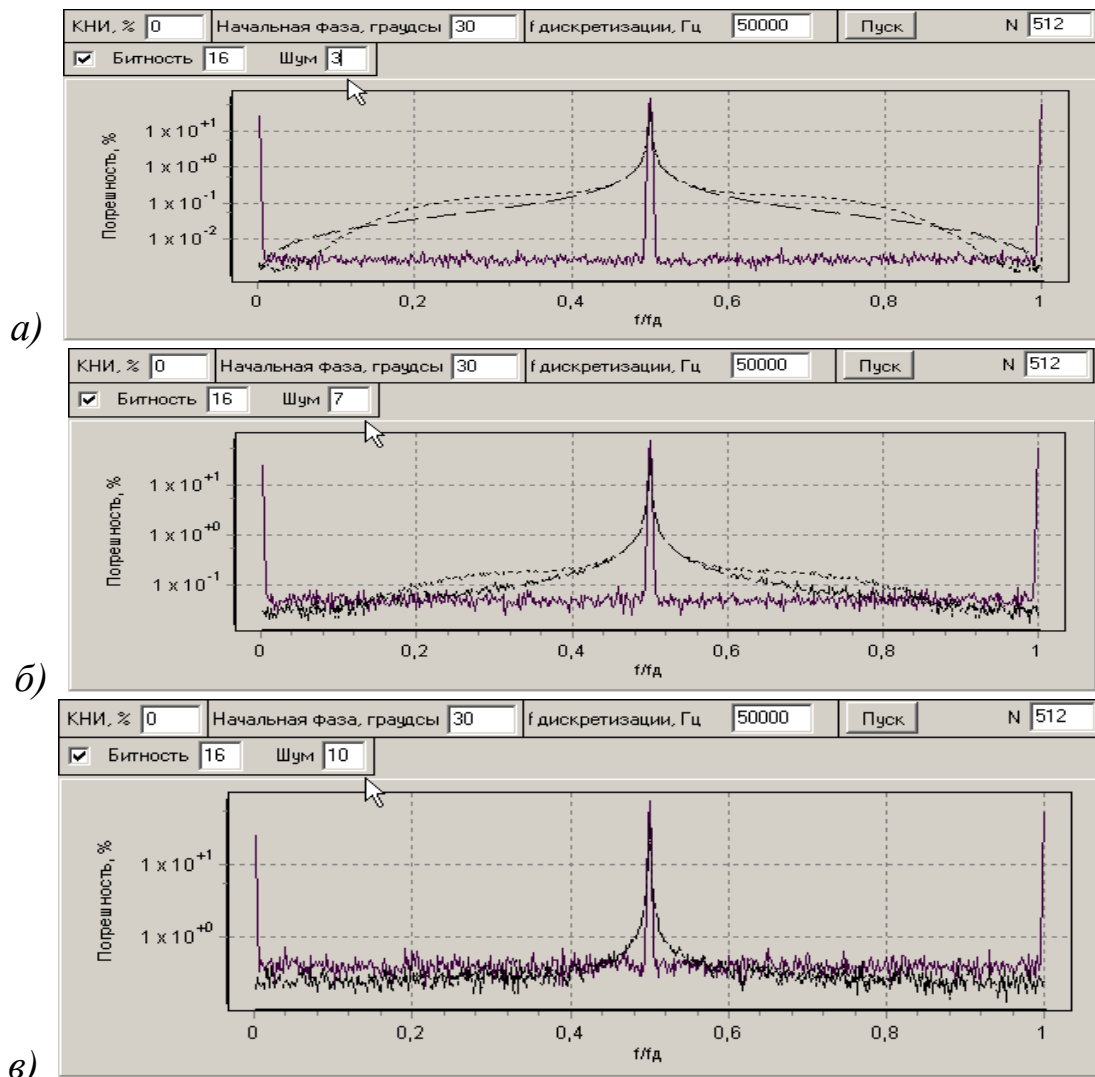 КНИ, % 0 Начальная фаза, граудсы 30 f дискретизации, Гц 50000 Пуск N 512
Битность 16 Шум 3
Погрешность, %
1 x 10+1
1 x 10+0
1 x 10-1
1 x 10-2
0 0,2 0,4 0,6 0,8 1
f/fд
а)
КНИ, % 0 Начальная фаза, граудсы 30 f дискретизации, Гц 50000 Пуск N 512
Битность 16 Шум 7
Погрешность, %
1 x 10+1
1 x 10+0
1 x 10-1
0 0,2 0,4 0,6 0,8 1
f/fд
б)
КНИ, % 0 Начальная фаза, граудсы 30 f дискретизации, Гц 50000 Пуск N 512
Битность 16 Шум 10
Погрешность, %
1 x 10+1
1 x 10+0
0 0,2 0,4 0,6 0,8 1
f/fд
в)